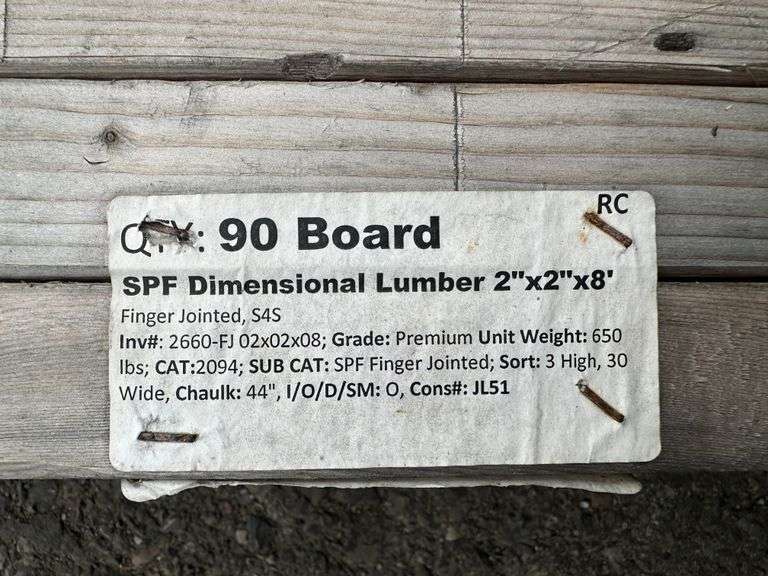 RC
QTY: 90 Board
SPF Dimensional Lumber 2"x2"x8'
Finger Jointed, S4S
Inv#: 2660-FJ 02x02x08; Grade: Premium Unit Weight: 650
lbs; CAT:2094; SUB CAT: SPF Finger Jointed; Sort: 3 High, 30
Wide, Chaulk: 44", I/O/D/SM: O, Cons#: JL51